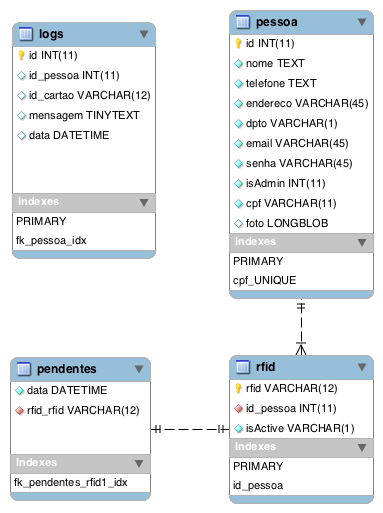 logs
id INT(11)
id_pessoa INT(11)
id_cartao VARCHAR(12)
mensagem TINYTEXT
data DATETIME
Indexes
PRIMARY
fk_pessoa_idx
pessoa
id INT(11)
nome TEXT
telefone TEXT
endereco VARCHAR(45)
dpto VARCHAR(1)
email VARCHAR(45)
senha VARCHAR(45)
isAdmin INT(11)
cpf VARCHAR(11)
foto LONGBLOB
Indexes
PRIMARY
cpf_UNIQUE
pendentes
data DATETIME
rfid_rfid VARCHAR(12)
Indexes
fk_pendentes_rfid1_idx
rfid
rfid VARCHAR(12)
id_pessoa INT(11)
isActive VARCHAR(1)
Indexes
PRIMARY
id_pessoa